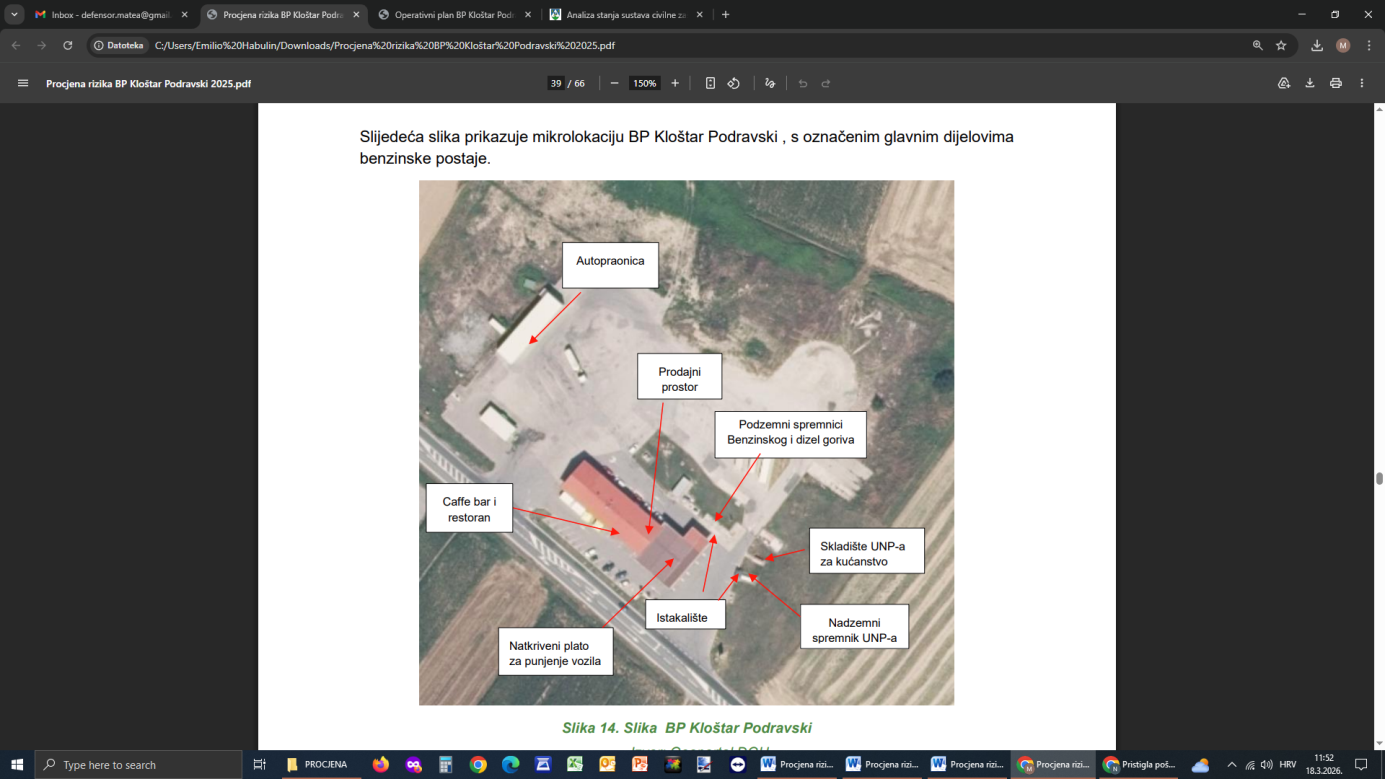 Inbox - defensor.matea@gmail.
Procjena rizika BP Kloštar Podra
Operativni plan BP Kloštar Podr
Analiza stanja sustava civilne za
Datoteka
C:/Users/Emilio%20Habulin/Downloads/Procjena%20rizika%20BP%20Kloštar%20Podravski%202025.pdf
M
Procjena rizika BP Kloštar Podravski 2025.pdf
39 / 66
150%
Slijedeća slika prikazuje mikrolokaciju BP Kloštar Podravski , s označenim glavnim dijelovima
benzinske postaje.
Autopraonica
Prodajni
prostor
Podzemni spremnici
Benzinskog i dizel goriva
Caffe bar i
restoran
Skladište UNP-a
za kućanstvo
Istakalište
Nadzemni
spremnik UNP-a
Natkriveni plato
za punjenje vozila
Slika 14. Slika BP Kloštar Podravski
Type here to search
PROCJENA
Procjena rizi...
Procjena rizi...
Procjena rizi...
Procjena rizi...
Pristigla poš...
HRV
11:52
18.3.2026.